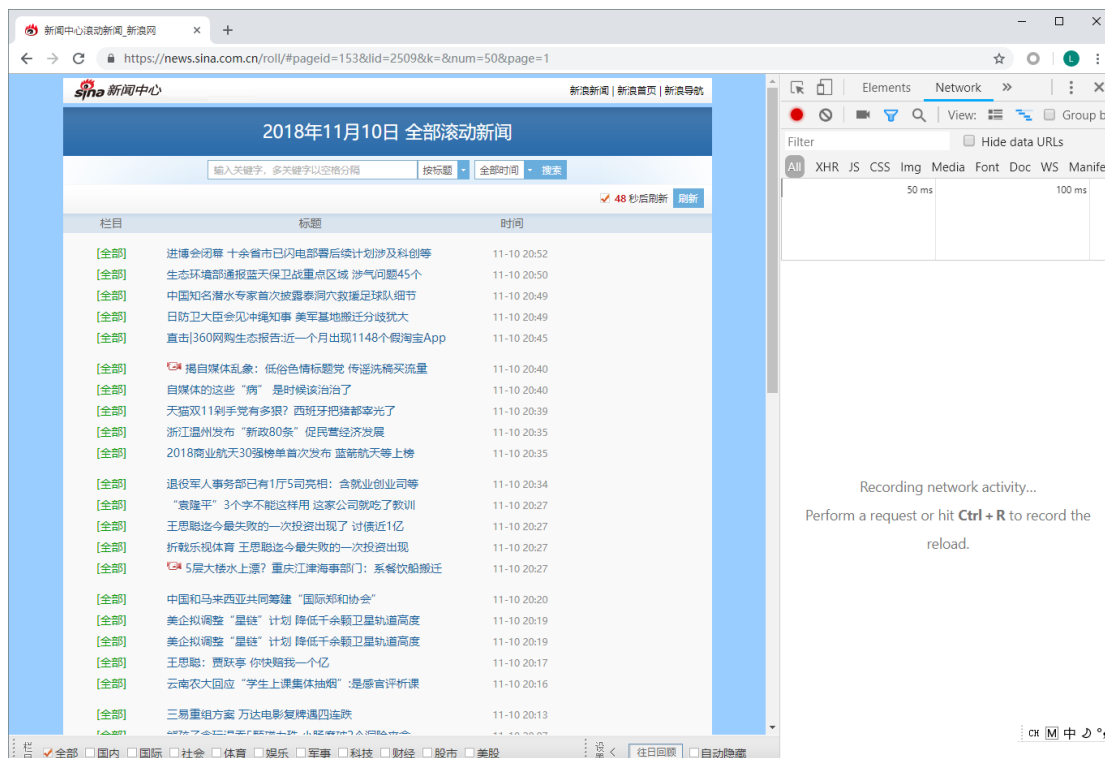 新闻中心滚动新闻_新浪网
https://news.sina.com.cn/roll/#pageid=153&lid=2509&k=&num=50&page=1
L
sina 新闻中心
新浪新闻 | 新浪首页 | 新浪导航
2018年11月10日 全部滚动新闻
输入关键字，多关键字以空格分隔 按标题 全部时间 搜索
48 秒后刷新 刷新
栏目 标题 时间
[全部] 进博会闭幕 十余省市已闪电部署后续计划涉及科创等 11-10 20:52
[全部] 生态环境部通报蓝天保卫战重点区域 涉气问题45个 11-10 20:50
[全部] 中国知名潜水专家首次披露泰洞穴救援足球队细节 11-10 20:49
[全部] 日防卫大臣会见冲绳知事 美军基地搬迁分歧犹大 11-10 20:49
[全部] 直击|360网购生态报告:近一个月出现1148个假淘宝App 11-10 20:45
[全部] 揭自媒体乱象：低俗色情标题党 传谣洗稿买流量 11-10 20:40
[全部] 自媒体的这些“病” 是时候该治治了 11-10 20:40
[全部] 天猫双11剁手党有多狠？西班牙把猪都宰光了 11-10 20:39
[全部] 浙江温州发布“新政80条”促民营经济发展 11-10 20:35
[全部] 2018商业航天30强榜单首次发布 蓝箭航天等上榜 11-10 20:35
[全部] 退役军人事务部已有1厅5司亮相：含就业创业司等 11-10 20:34
[全部] “袁隆平”3个字不能这样用 这家公司就吃了教训 11-10 20:27
[全部] 王思聪迄今最失败的一次投资出现了 讨债近1亿 11-10 20:27
[全部] 折戟乐视体育 王思聪迄今最失败的一次投资出现 11-10 20:27
[全部] 5层大楼水上漂？重庆江津海事部门：系餐饮船搬迁 11-10 20:27
[全部] 中国和马来西亚共同筹建“国际郑和协会” 11-10 20:20
[全部] 美企拟调整“星链”计划 降低千余颗卫星轨道高度 11-10 20:19
[全部] 美企拟调整“星链”计划 降低千余颗卫星轨道高度 11-10 20:19
[全部] 王思聪：贾跃亭 你快赔我一个亿 11-10 20:17
[全部] 云南农大回应“学生上课集体抽烟”:是感官评析课 11-10 20:16
[全部] 三易重组方案 万达电影复牌遇四连跌 11-10 20:13
全部 国内 国际 社会 体育 娱乐 军事 科技 财经 股市 美股
往日回顾 自动隐藏
Elements Network
View: Group b
Filter Hide data URLs
All XHR JS CSS Img Media Font Doc WS Manife
50 ms 100 ms
Recording network activity...
Perform a request or hit Ctrl + R to record the
reload.
CH M 中